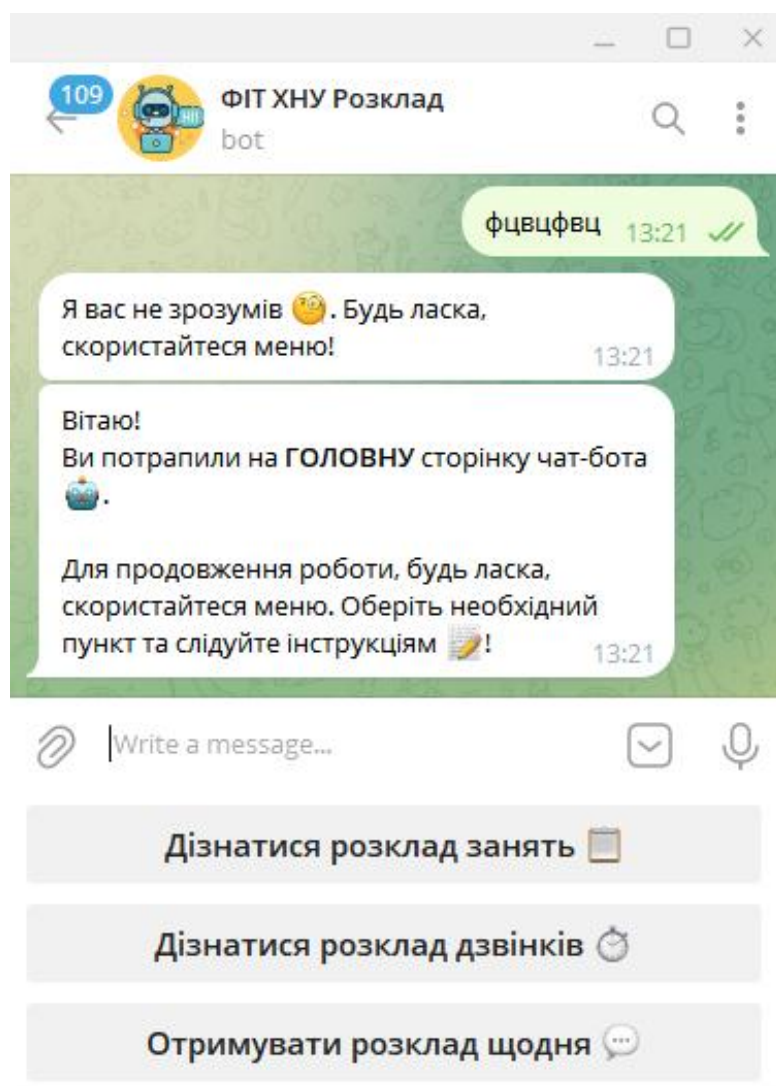 109
ФІТ ХНУ Розклад
bot
фцвцфвц 13:21
Я вас не зрозумів 🧐. Будь ласка,
скористайтеся меню!
13:21
Вітаю!
Ви потрапили на ГОЛОВНУ сторінку чат-бота
🤖.
Для продовження роботи, будь ласка,
скористайтеся меню. Оберіть необхідний
пункт та слідуйте інструкціям 📝!
13:21
Write a message...
Дізнатися розклад занять 📋
Дізнатися розклад дзвінків ⏱
Отримувати розклад щодня 💬